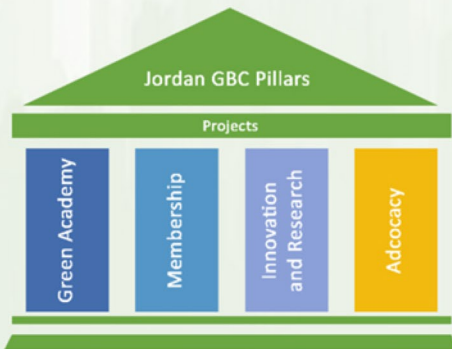 Jordan GBC Pillars
Projects
Green Academy
Membership
Innovation
and Research
Adcocacy